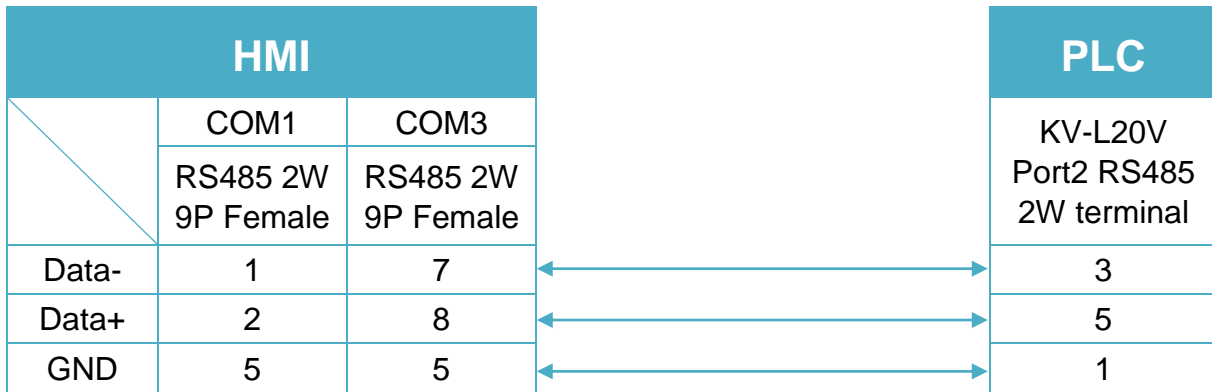 HMI
PLC
COM1
COM3
KV-L20V
Port2 RS485
2W terminal
RS485 2W
9P Female
RS485 2W
9P Female
Data-
1
7
3
Data+
2
8
5
GND
5
5
1